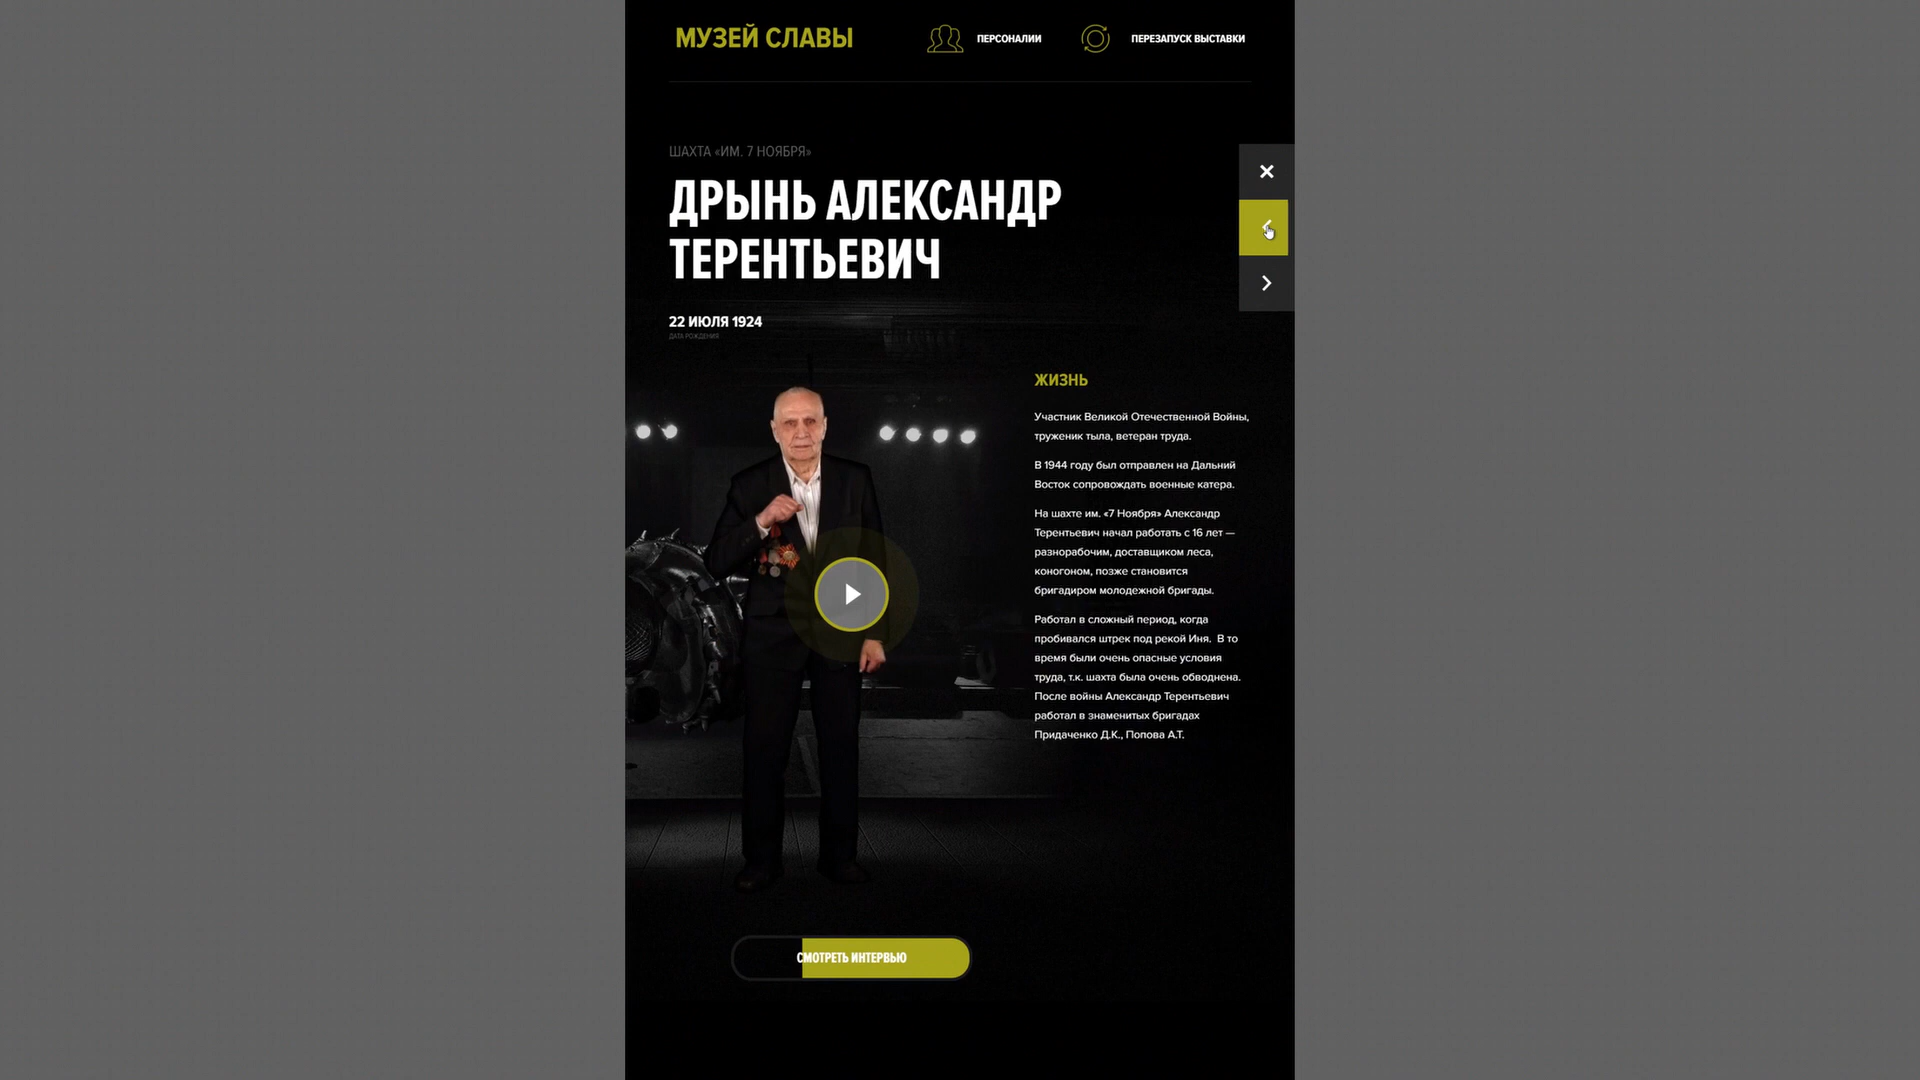 МУЗЕЙ СЛАВЫ
ПЕРСОНАЛИИ
ПЕРЕЗАПУСК ВЫСТАВКИ
ШАХТА «ИМ. 7 НОЯБРЯ»
ДРЫНЬ АЛЕКСАНДР
ТЕРЕНТЬЕВИЧ
22 ИЮЛЯ 1924
ДАТА РОЖДЕНИЯ
ЖИЗНЬ
Участник Великой Отечественной Войны,
труженик тыла, ветеран труда.
В 1944 году был отправлен на Дальний
Восток сопровождать военные катера.
На шахте им. «7 Ноября» Александр
Терентьевич начал работать с 16 лет —
разнорабочим, доставщиком леса,
коногоном, позже становится
бригадиром молодежной бригады.
Работал в сложный период, когда
пробивался штрек под рекой Иня. В то
время были очень опасные условия
труда, т.к. шахта была очень обводнена.
После войны Александр Терентьевич
работал в знаменитых бригадах
Придаченко Д.К., Попова А.Т.
СМОТРЕТЬ ИНТЕРВЬЮ